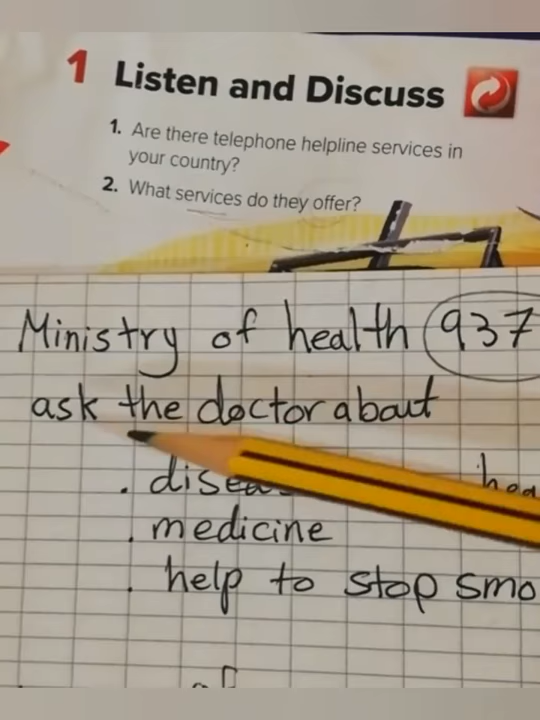 1 Listen and Discuss
1. Are there telephone helpline services in
your country?
2. What services do they offer?
Ministry of health 937
ask the doctor about
.
. medicine
. help to stop